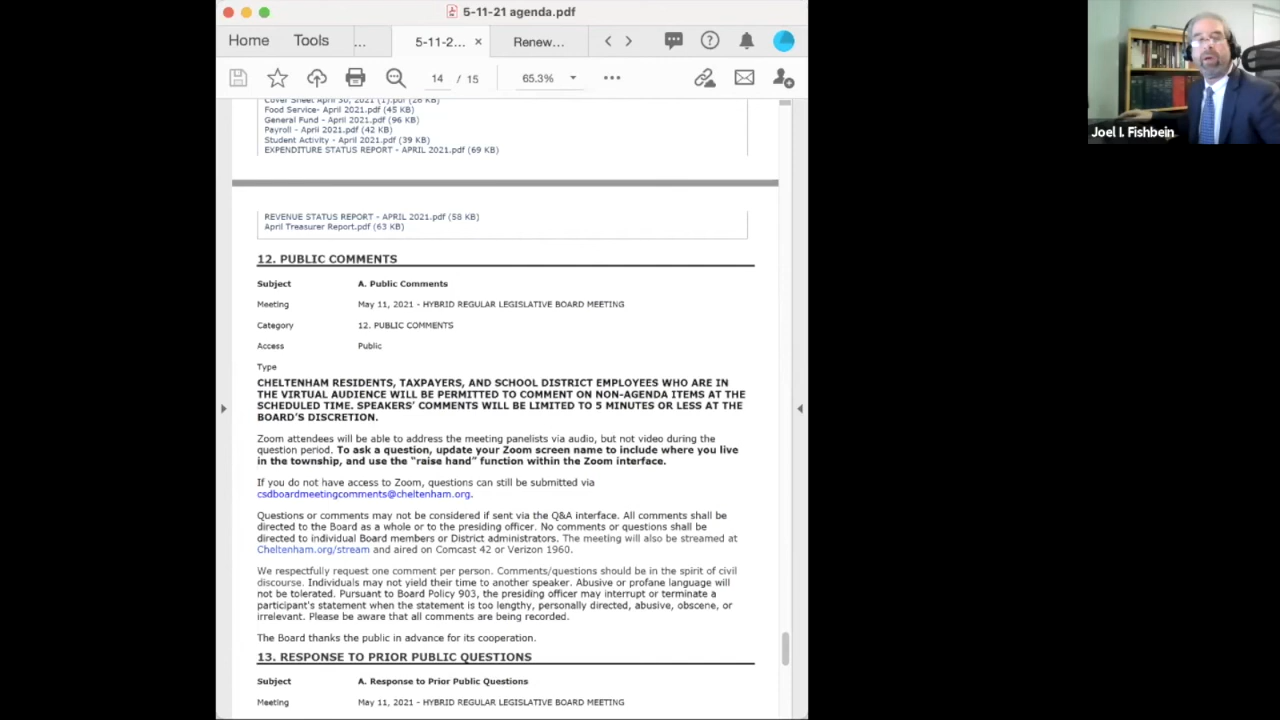 5-11-21 agenda.pdf
Home Tools ... 5-11-2... × Renew...
14 / 15 65.3%
Cover Sheet April 30, 2021 (1).pdf (26 KB)
Food Service- April 2021.pdf (45 KB)
General Fund - April 2021.pdf (96 KB)
Payroll - April 2021.pdf (42 KB)
Student Activity - April 2021.pdf (39 KB)
EXPENDITURE STATUS REPORT - APRIL 2021.pdf (69 KB)
REVENUE STATUS REPORT - APRIL 2021.pdf (58 KB)
April Treasurer Report.pdf (63 KB)
12. PUBLIC COMMENTS
Subject A. Public Comments
Meeting May 11, 2021 - HYBRID REGULAR LEGISLATIVE BOARD MEETING
Category 12. PUBLIC COMMENTS
Access Public
Type
CHELTENHAM RESIDENTS, TAXPAYERS, AND SCHOOL DISTRICT EMPLOYEES WHO ARE IN
THE VIRTUAL AUDIENCE WILL BE PERMITTED TO COMMENT ON NON-AGENDA ITEMS AT THE
SCHEDULED TIME. SPEAKERS' COMMENTS WILL BE LIMITED TO 5 MINUTES OR LESS AT THE
BOARD'S DISCRETION.
Zoom attendees will be able to address the meeting panelists via audio, but not video during the
question period. To ask a question, update your Zoom screen name to include where you live
in the township, and use the “raise hand” function within the Zoom interface.
If you do not have access to Zoom, questions can still be submitted via
csdboardmeetingcomments@cheltenham.org.
Questions or comments may not be considered if sent via the Q&A interface. All comments shall be
directed to the Board as a whole or to the presiding officer. No comments or questions shall be
directed to individual Board members or District administrators. The meeting will also be streamed at
Cheltenham.org/stream and aired on Comcast 42 or Verizon 1960.
We respectfully request one comment per person. Comments/questions should be in the spirit of civil
discourse. Individuals may not yield their time to another speaker. Abusive or profane language will
not be tolerated. Pursuant to Board Policy 903, the presiding officer may interrupt or terminate a
participant's statement when the statement is too lengthy, personally directed, abusive, obscene, or
irrelevant. Please be aware that all comments are being recorded.
The Board thanks the public in advance for its cooperation.
13. RESPONSE TO PRIOR PUBLIC QUESTIONS
Subject A. Response to Prior Public Questions
Meeting May 11, 2021 - HYBRID REGULAR LEGISLATIVE BOARD MEETING
Joel I. Fishbein